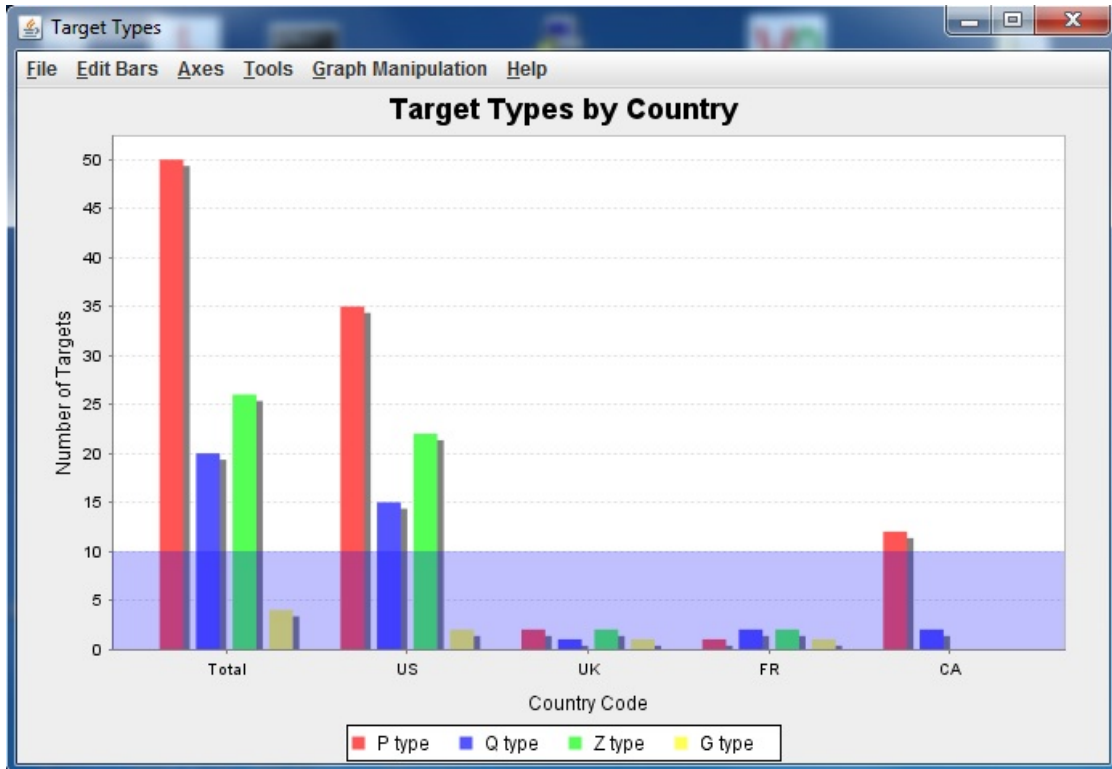 Target Types
File Edit Bars Axes Tools Graph Manipulation Help
Target Types by Country
Number of Targets
50
45
40
35
30
25
20
15
10
5
0
Total US UK FR CA
Country Code
P type Q type Z type G type